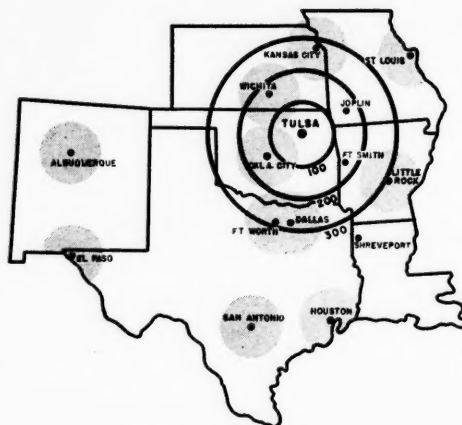 KANSAS CITY
ST LOUIS
WICHITA
JOPLIN
TULSA
ALBUQUERQUE
OKLA. CITY
FT SMITH
100
LITTLE
ROCK
200
DALLAS
FT WORTH
300
SHREVEPORT
EL PASO
SAN ANTONIO
HOUSTON